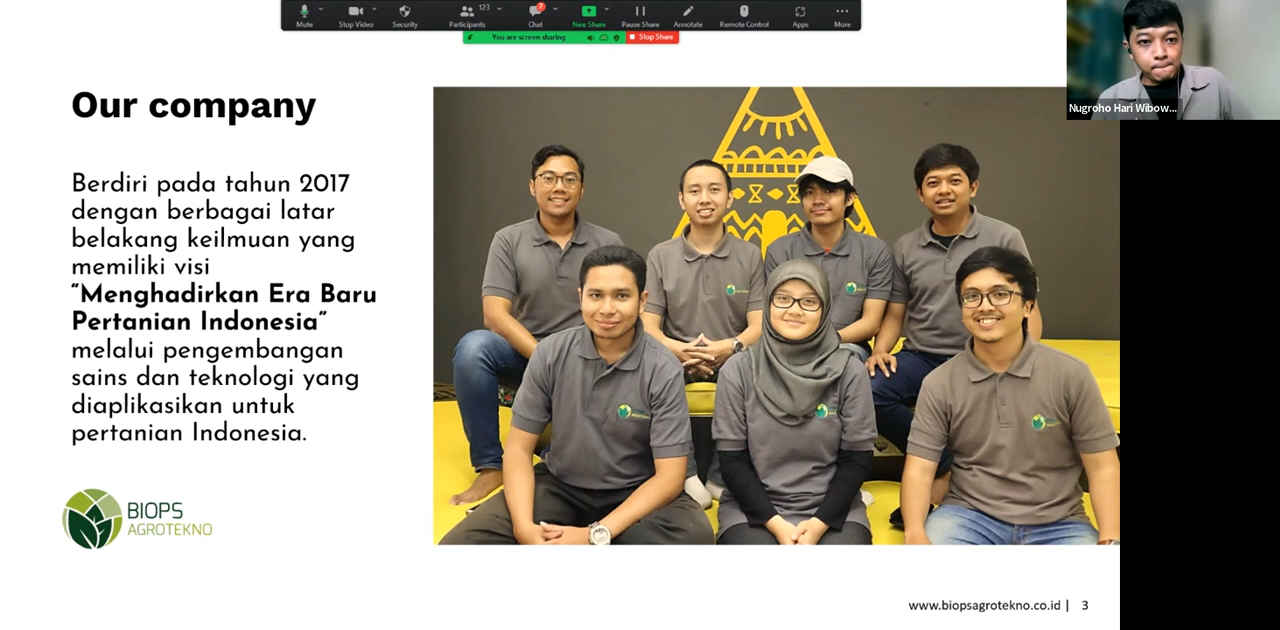 123
7
Mute
Stop Video
Security
Participants
Chat
New Share
Pause Share
Annotate
Remote Control
Apps
More
You are screen sharing
Stop Share
Nugroho Hari Wibow...
Our company
Berdiri pada tahun 2017
dengan berbagai latar
belakang keilmuan yang
memiliki visi
“Menghadirkan Era Baru
Pertanian Indonesia”
melalui pengembangan
sains dan teknologi yang
diaplikasikan untuk
pertanian Indonesia.
BIOPS
AGROTEKNO
www.biopsagrotekno.co.id | 3